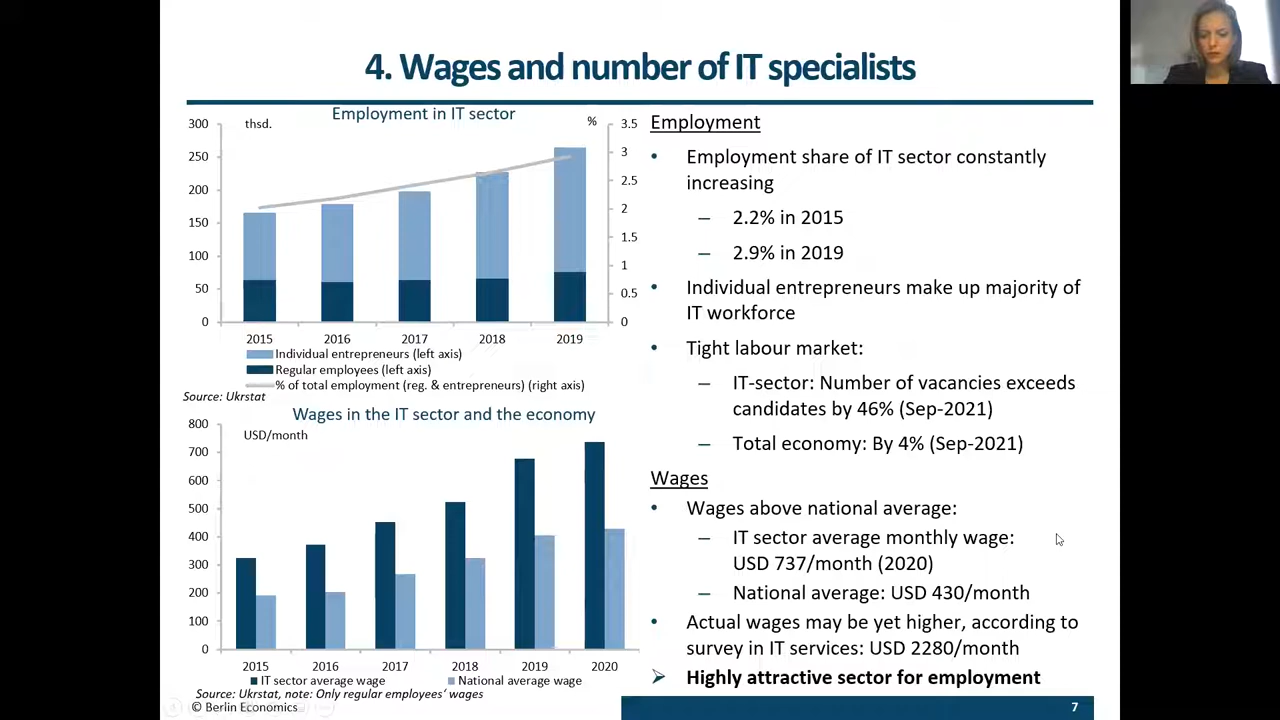 4. Wages and number of IT specialists
Employment in IT sector
300
thsd.
%
3.5
250
3
200
2.5
150
2
100
1.5
50
1
0
0.5
0
2015
2016
2017
2018
2019
Individual entrepreneurs (left axis)
Regular employees (left axis)
% of total employment (reg. & entrepreneurs) (right axis)
Source: Ukrstat
Wages in the IT sector and the economy
800
USD/month
700
600
500
400
300
200
100
0
2015
2016
2017
2018
2019
2020
IT sector average wage
National average wage
Source: Ukrstat, note: Only regular employees' wages
© Berlin Economics
Employment
• Employment share of IT sector constantly
increasing
– 2.2% in 2015
– 2.9% in 2019
• Individual entrepreneurs make up majority of
IT workforce
• Tight labour market:
– IT-sector: Number of vacancies exceeds
candidates by 46% (Sep-2021)
– Total economy: By 4% (Sep-2021)
Wages
• Wages above national average:
– IT sector average monthly wage:
USD 737/month (2020)
– National average: USD 430/month
• Actual wages may be yet higher, according to
survey in IT services: USD 2280/month
➢ Highly attractive sector for employment
7